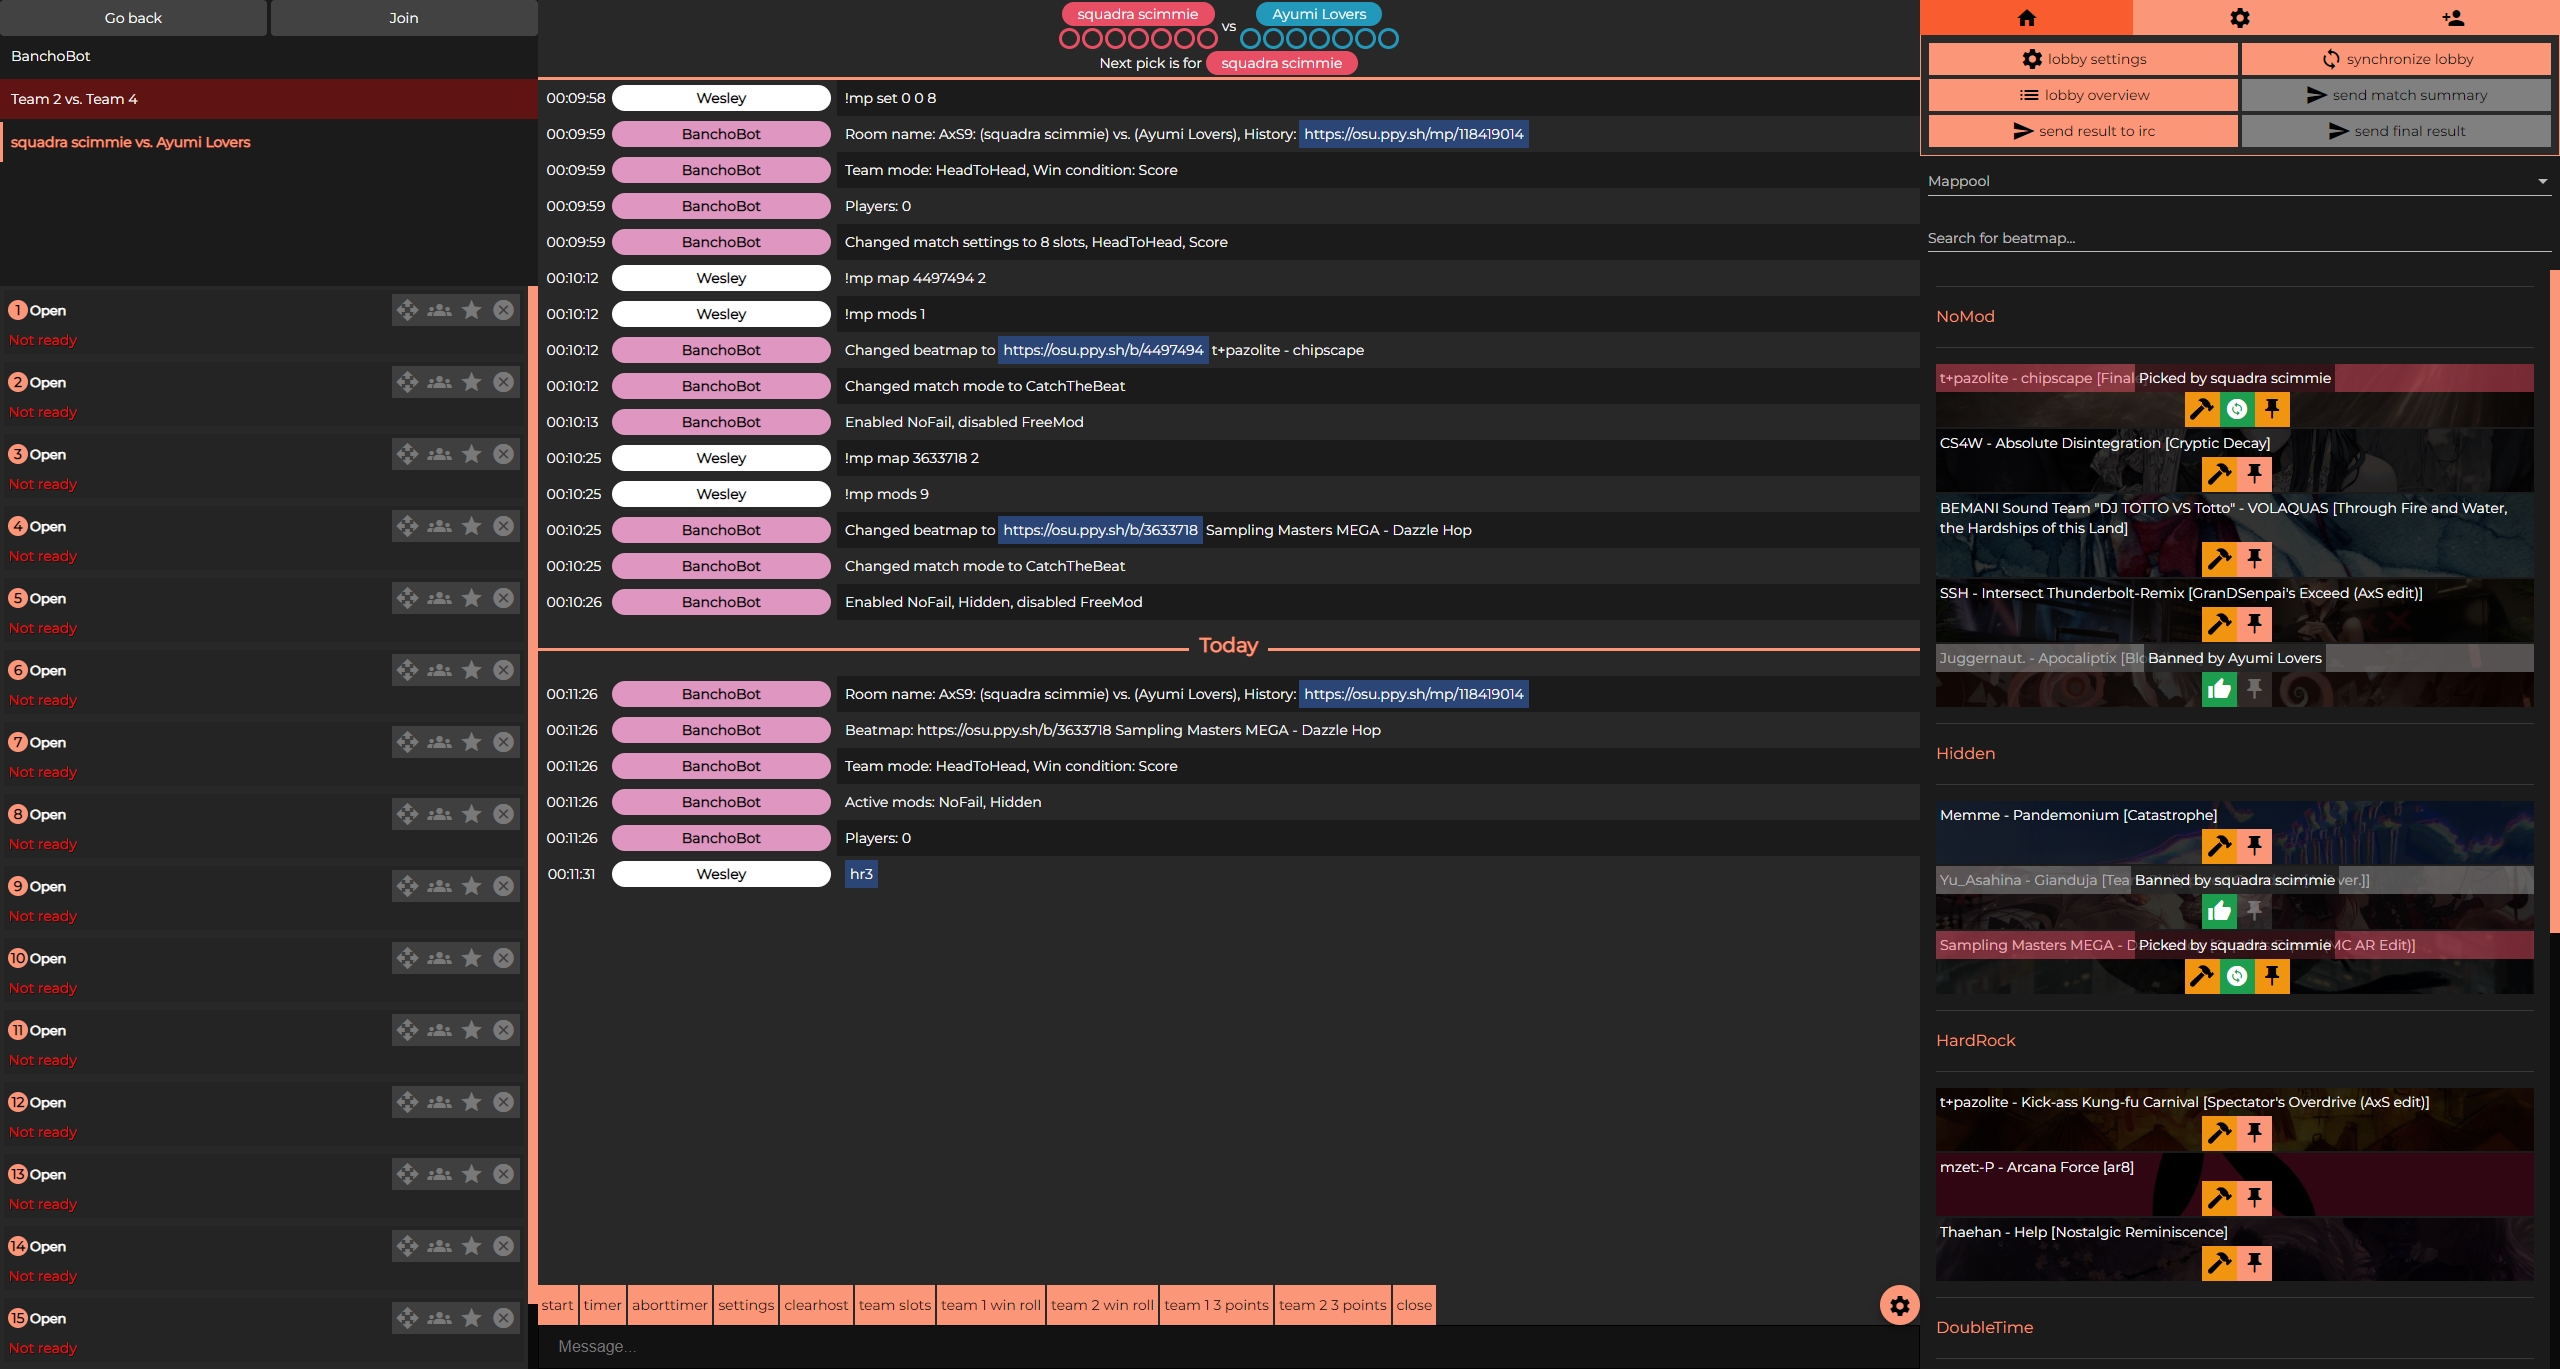 Go back
Join
BanchoBot
Team 2 vs. Team 4
squadra scimmie vs. Ayumi Lovers
1 Open
Not ready
2 Open
Not ready
3 Open
Not ready
4 Open
Not ready
5 Open
Not ready
6 Open
Not ready
7 Open
Not ready
8 Open
Not ready
9 Open
Not ready
10 Open
Not ready
11 Open
Not ready
12 Open
Not ready
13 Open
Not ready
14 Open
Not ready
15 Open
Not ready
squadra scimmie vs Ayumi Lovers
Next pick is for squadra scimmie
00:09:58 Wesley !mp set 0 0 8
00:09:59 BanchoBot Room name: AxS9: (squadra scimmie) vs. (Ayumi Lovers), History: https://osu.ppy.sh/mp/118419014
00:09:59 BanchoBot Team mode: HeadToHead, Win condition: Score
00:09:59 BanchoBot Players: 0
00:09:59 BanchoBot Changed match settings to 8 slots, HeadToHead, Score
00:10:12 Wesley !mp map 4497494 2
00:10:12 Wesley !mp mods 1
00:10:12 BanchoBot Changed beatmap to https://osu.ppy.sh/b/4497494 t+pazolite - chipscape
00:10:12 BanchoBot Changed match mode to CatchTheBeat
00:10:13 BanchoBot Enabled NoFail, disabled FreeMod
00:10:25 Wesley !mp map 3633718 2
00:10:25 Wesley !mp mods 9
00:10:25 BanchoBot Changed beatmap to https://osu.ppy.sh/b/3633718 Sampling Masters MEGA - Dazzle Hop
00:10:25 BanchoBot Changed match mode to CatchTheBeat
00:10:26 BanchoBot Enabled NoFail, Hidden, disabled FreeMod
Today
00:11:26 BanchoBot Room name: AxS9: (squadra scimmie) vs. (Ayumi Lovers), History: https://osu.ppy.sh/mp/118419014
00:11:26 BanchoBot Beatmap: https://osu.ppy.sh/b/3633718 Sampling Masters MEGA - Dazzle Hop
00:11:26 BanchoBot Team mode: HeadToHead, Win condition: Score
00:11:26 BanchoBot Active mods: NoFail, Hidden
00:11:26 BanchoBot Players: 0
00:11:31 Wesley hr3
start timer aborttimer settings clearhost team slots team 1 win roll team 2 win roll team 1 3 points team 2 3 points close
Message...
lobby settings
synchronize lobby
lobby overview
send match summary
send result to irc
send final result
Mappool
Search for beatmap...
NoMod
t+pazolite - chipscape [Final Picked by squadra scimmie
CS4W - Absolute Disintegration [Cryptic Decay]
BEMANI Sound Team "DJ TOTTO VS Totto" - VOLAQUAS [Through Fire and Water,
the Hardships of this Land]
SSH - Intersect Thunderbolt-Remix [GranDSenpai's Exceed (AxS edit)]
Juggernaut. - Apocaliptix Banned by Ayumi Lovers
Hidden
Memme - Pandemonium [Catastrophe]
Yu_Asahina - Gianduja [Tea Banned by squadra scimmie ver.]]
Sampling Masters MEGA - D Picked by squadra scimmie MC AR Edit)]
HardRock
t+pazolite - Kick-ass Kung-fu Carnival [Spectator's Overdrive (AxS edit)]
mzet:-P - Arcana Force [ar8]
Thaehan - Help [Nostalgic Reminiscence]
DoubleTime